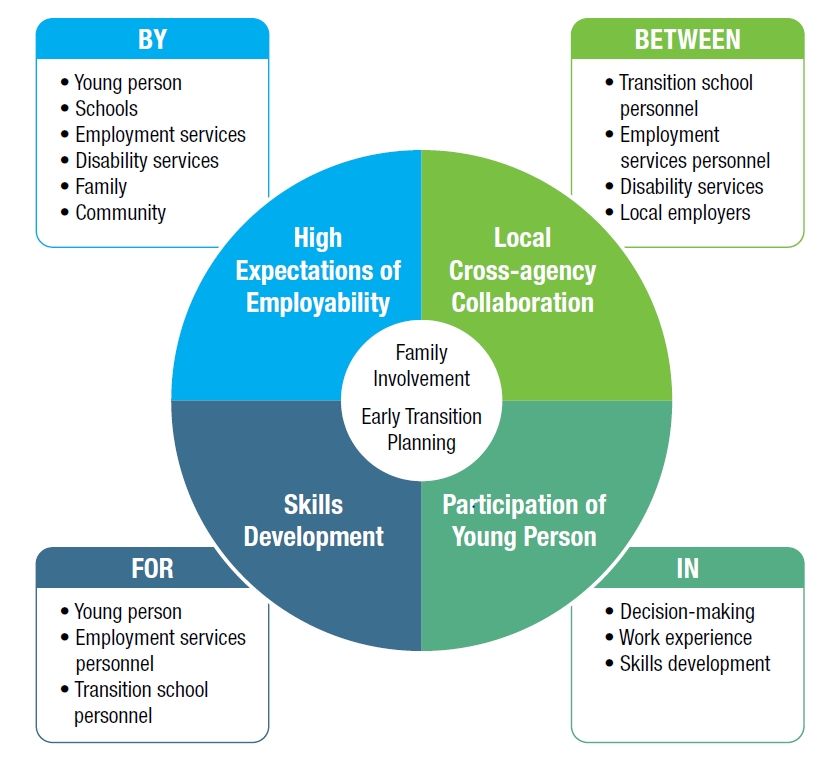 BY
• Young person
• Schools
• Employment services
• Disability services
• Family
• Community
BETWEEN
• Transition school
personnel
• Employment
services personnel
• Disability services
• Local employers
High
Expectations of
Employability
Local
Cross-agency
Collaboration
Family
Involvement
Early Transition
Planning
Skills
Development
Participation of
Young Person
FOR
• Young person
• Employment services
personnel
• Transition school
personnel
IN
• Decision-making
• Work experience
• Skills development